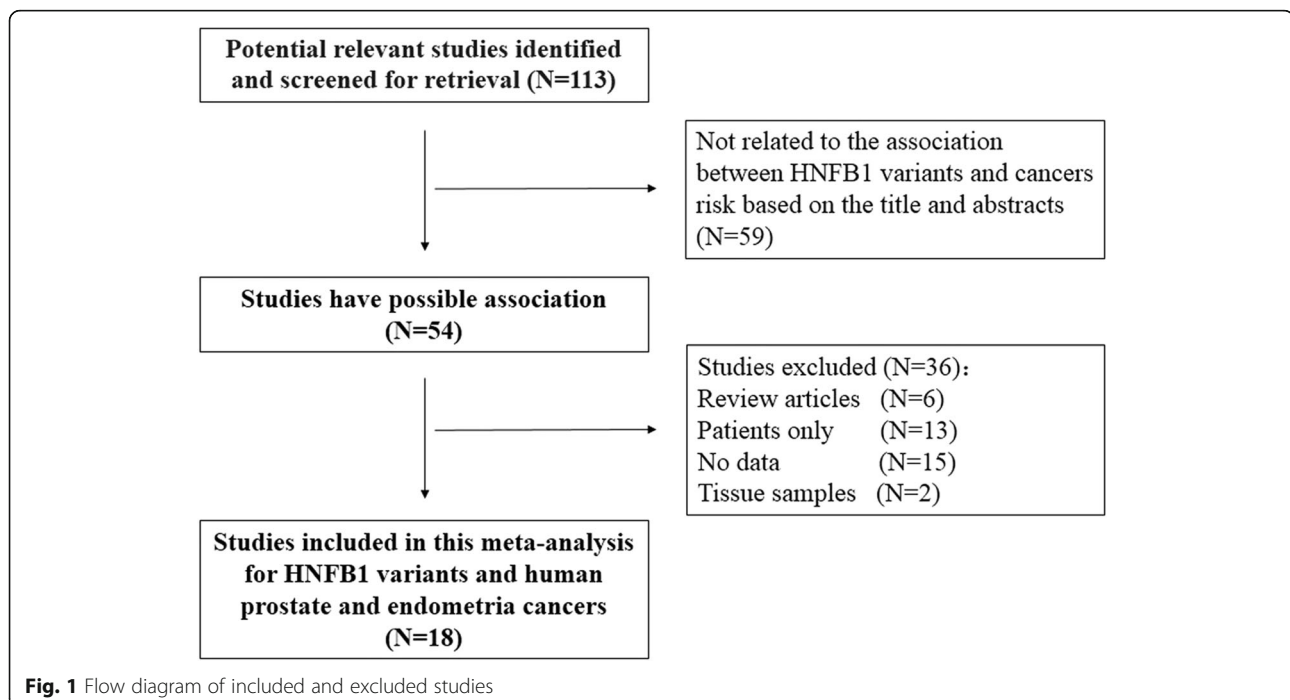 Potential relevant studies identified
and screened for retrieval (N=113)
Not related to the association
between HNFB1 variants and cancers
risk based on the title and abstracts
(N=59)
Studies have possible association
(N=54)
Studies excluded (N=36)：
Review articles (N=6)
Patients only (N=13)
No data (N=15)
Tissue samples (N=2)
Studies included in this meta-analysis
for HNFB1 variants and human
prostate and endometria cancers
(N=18)
Fig. 1 Flow diagram of included and excluded studies